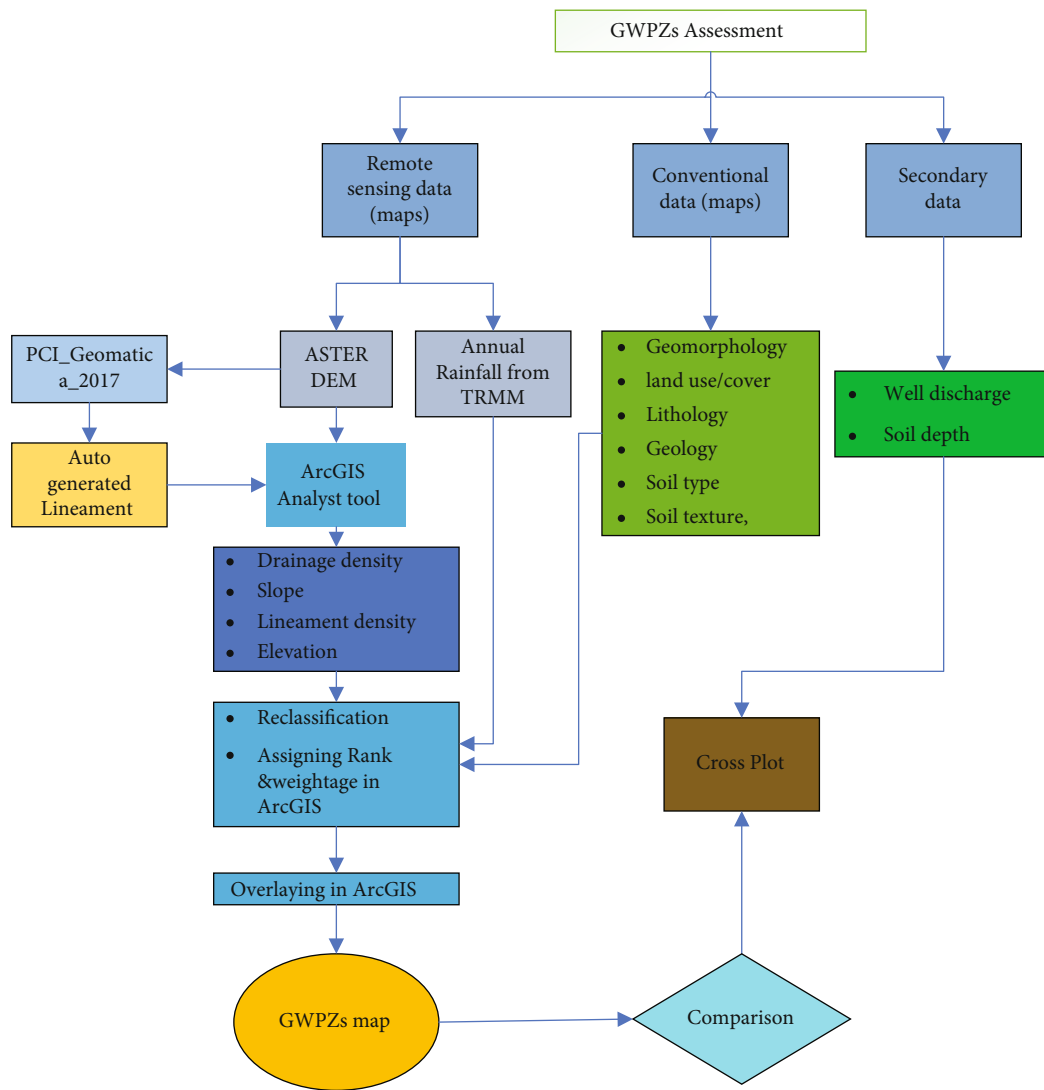 GWPZs Assessment
Remote
sensing data
(maps)
Conventional
data (maps)
Secondary
data
PCI_Geomatic
a_2017
ASTER
DEM
Annual
Rainfall from
TRMM
• Geomorphology
• land use/cover
• Lithology
• Geology
• Soil type
• Soil texture,
• Well discharge
• Soil depth
Auto
generated
Lineament
ArcGIS
Analyst tool
• Drainage density
• Slope
• Lineament density
• Elevation
• Reclassification
• Assigning Rank
&weightage in
ArcGIS
Cross Plot
Overlaying in ArcGIS
GWPZs map
Comparison